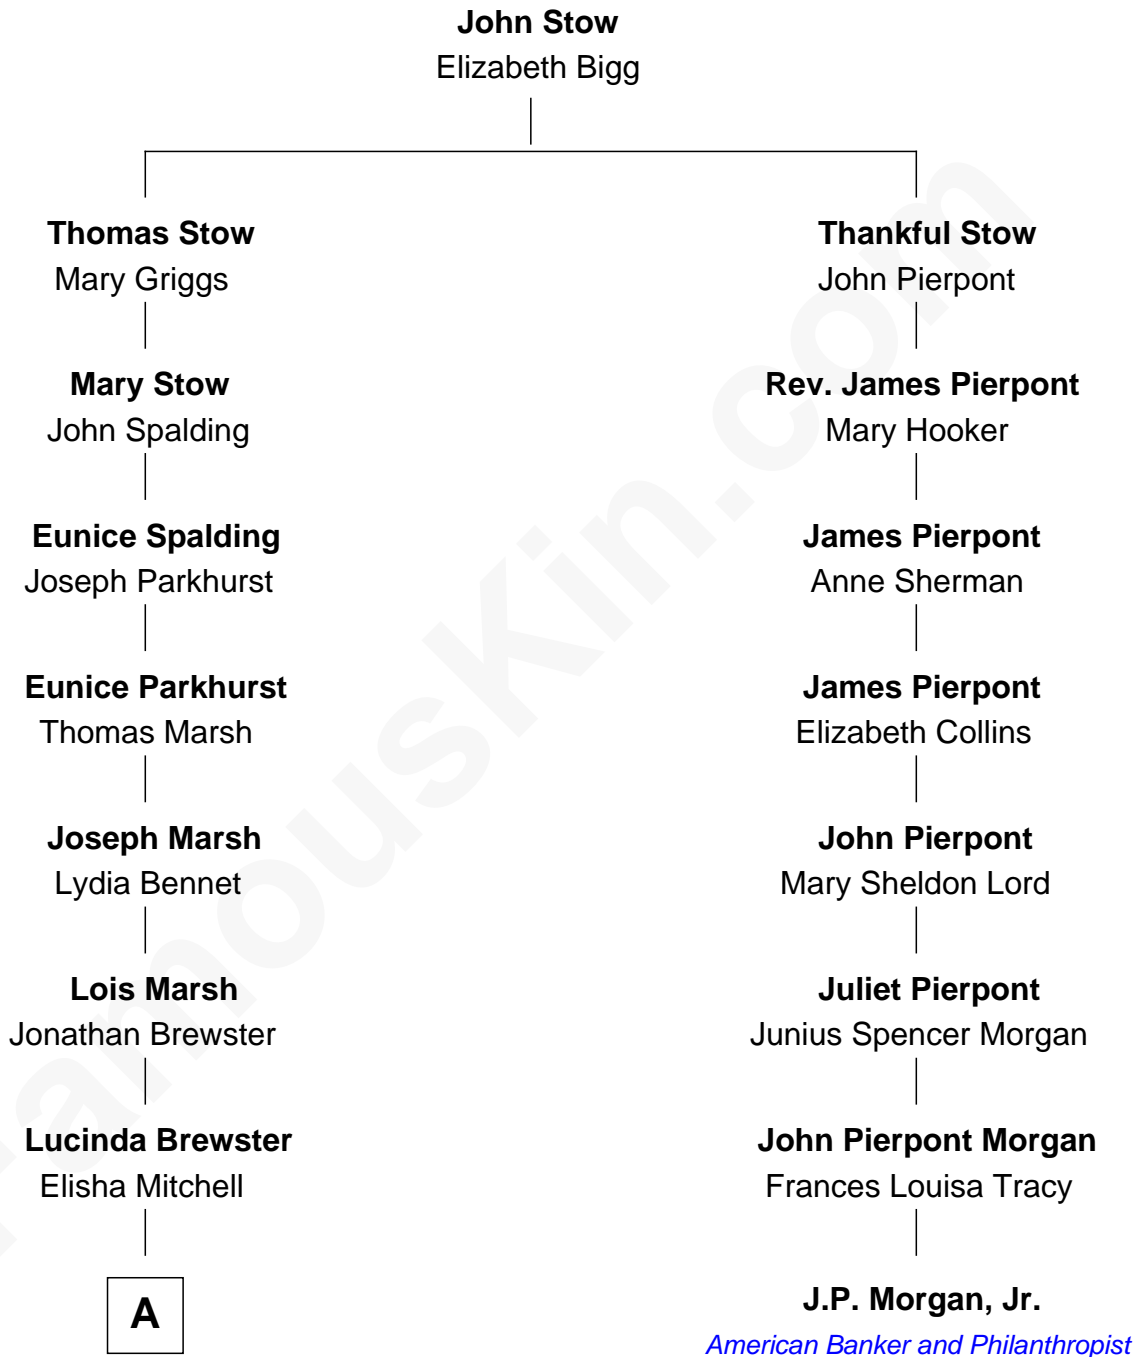 John Stow
Elizabeth Bigg
Thomas Stow
Mary Griggs
Thankful Stow
John Pierpont
Mary Stow
John Spalding
Rev. James Pierpont
Mary Hooker
Eunice Spalding
Joseph Parkhurst
James Pierpont
Anne Sherman
Eunice Parkhurst
Thomas Marsh
James Pierpont
Elizabeth Collins
Joseph Marsh
Lydia Bennet
John Pierpont
Mary Sheldon Lord
Lois Marsh
Jonathan Brewster
Juliet Pierpont
Junius Spencer Morgan
Lucinda Brewster
Elisha Mitchell
John Pierpont Morgan
Frances Louisa Tracy
A
J.P. Morgan, Jr.
American Banker and Philanthropist
FamousKin.com